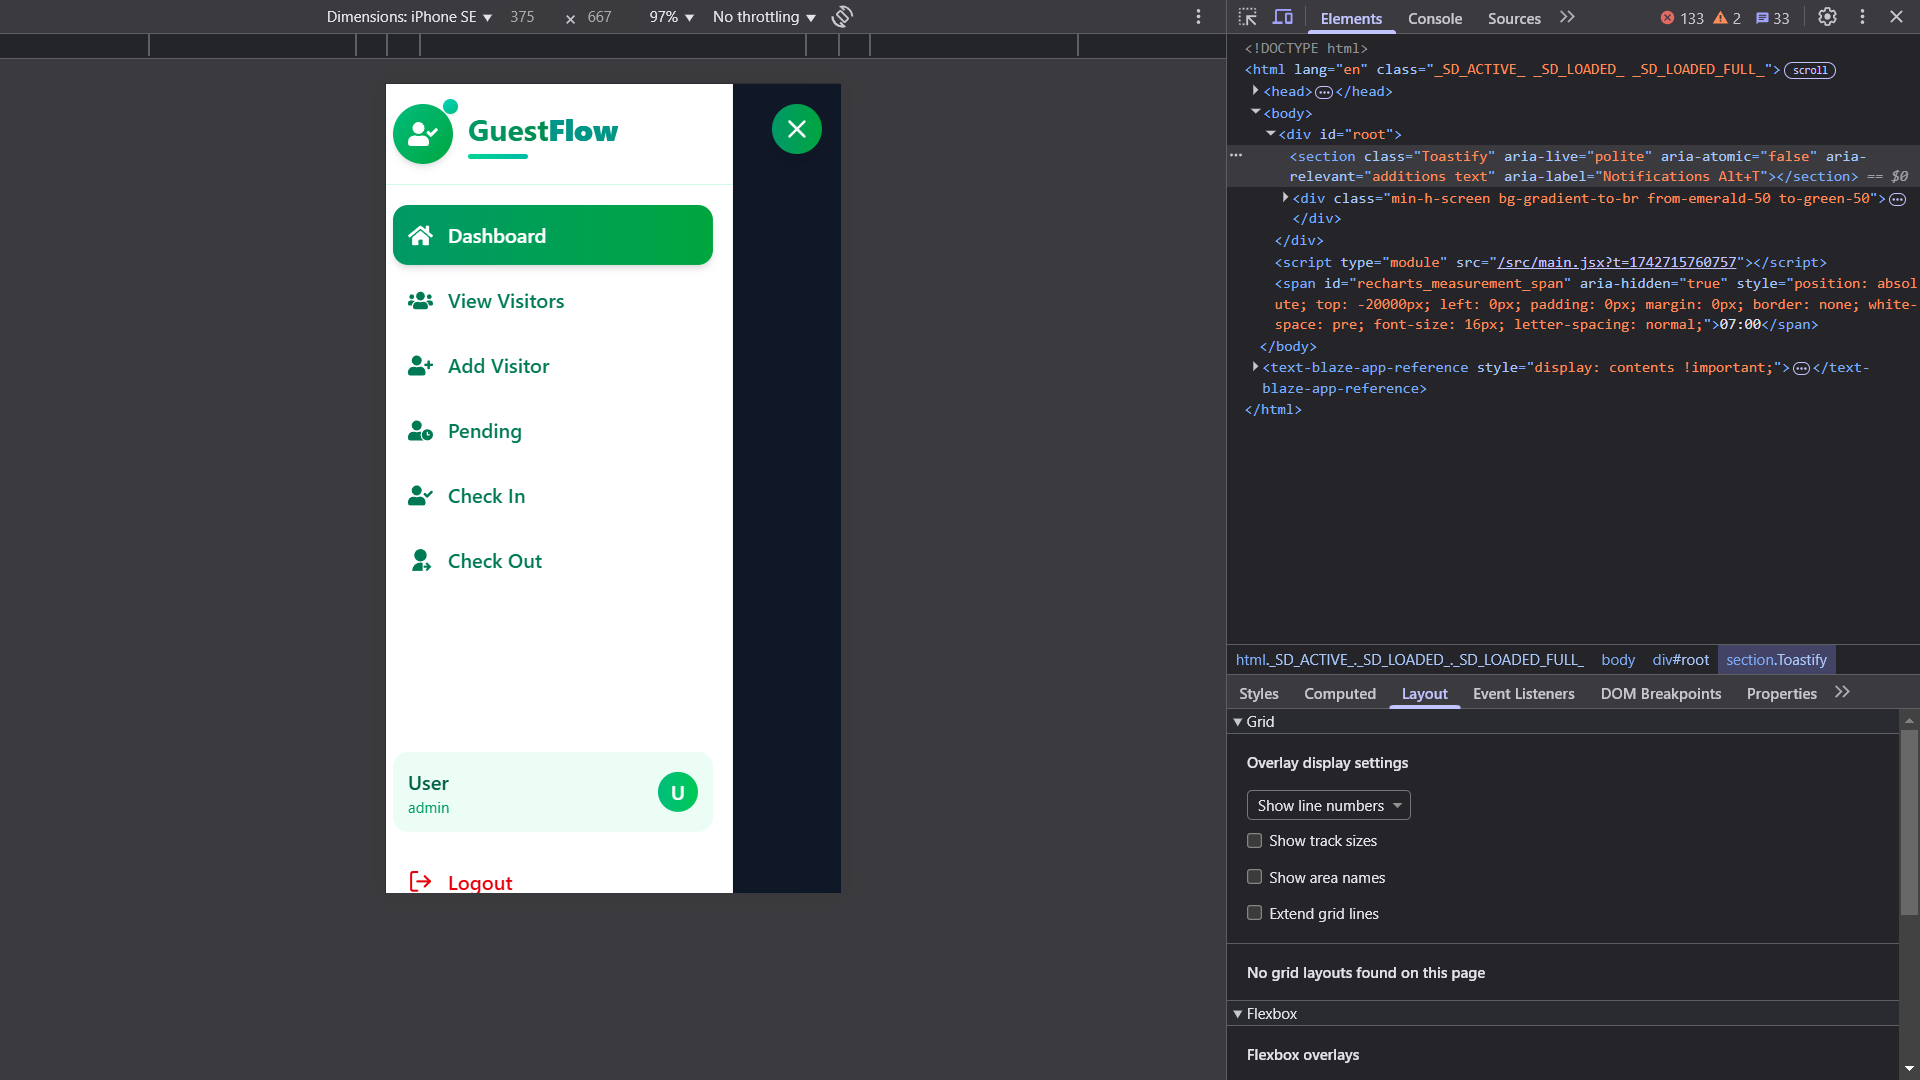 Dimensions: iPhone SE 375 × 667 97% No throttling
GuestFlow
Dashboard
View Visitors
Add Visitor
Pending
Check In
Check Out
User
admin
U
Logout
Elements Console Sources 133 2 33
<!DOCTYPE html>
<html lang="en" class="_SD_ACTIVE_ _SD_LOADED_ _SD_LOADED_FULL_"> scroll
<head>…</head>
<body>
<div id="root">
<section class="Toastify" aria-live="polite" aria-atomic="false" aria-
relevant="additions text" aria-label="Notifications Alt+T"></section> == $0
<div class="min-h-screen bg-gradient-to-br from-emerald-50 to-green-50">…
</div>
</div>
<script type="module" src="/src/main.jsx?t=1742715760757"></script>
<span id="recharts_measurement_span" aria-hidden="true" style="position: absol
ute; top: -20000px; left: 0px; padding: 0px; margin: 0px; border: none; white-
space: pre; font-size: 16px; letter-spacing: normal;">07:00</span>
</body>
<text-blaze-app-reference style="display: contents !important;">…</text-
blaze-app-reference>
</html>
html._SD_ACTIVE_._SD_LOADED_._SD_LOADED_FULL_ body div#root section.Toastify
Styles Computed Layout Event Listeners DOM Breakpoints Properties
Grid
Overlay display settings
Show line numbers
Show track sizes
Show area names
Extend grid lines
No grid layouts found on this page
Flexbox
Flexbox overlays